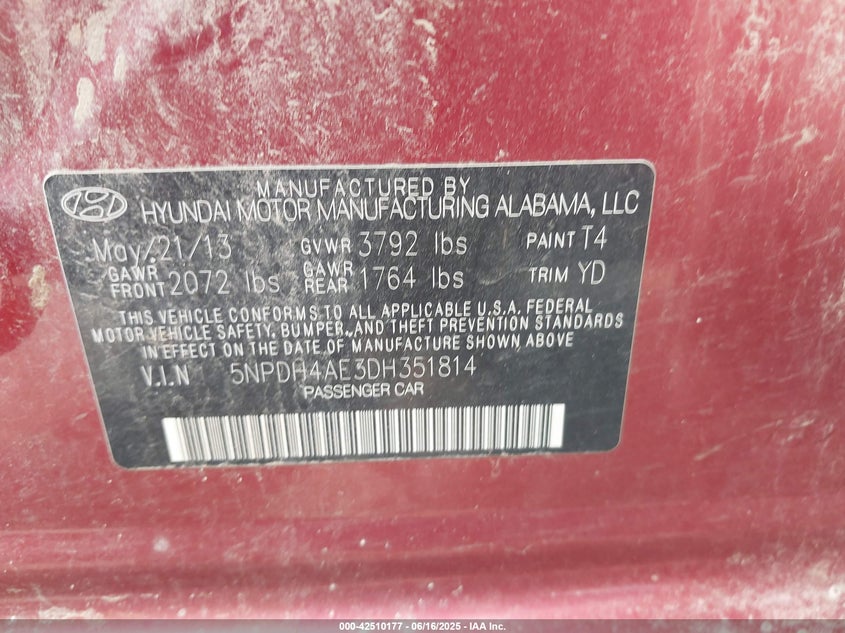 MANUFACTURED BY
HYUNDAI MOTOR MANUFACTURING ALABAMA, LLC
May/21/13 GVWR 3792 lbs PAINT T4
GAWR FRONT 2072 lbs GAWR REAR 1764 lbs TRIM YD
THIS VEHICLE CONFORMS TO ALL APPLICABLE U.S.A. FEDERAL
MOTOR VEHICLE SAFETY, BUMPER, AND THEFT PREVENTION STANDARDS
IN EFFECT ON THE DATE OF MANUFACTURE SHOWN ABOVE
V.I.N 5NPDH4AE3DH351814
PASSENGER CAR
000-42510177 - 06/16/2025 - IAA Inc.